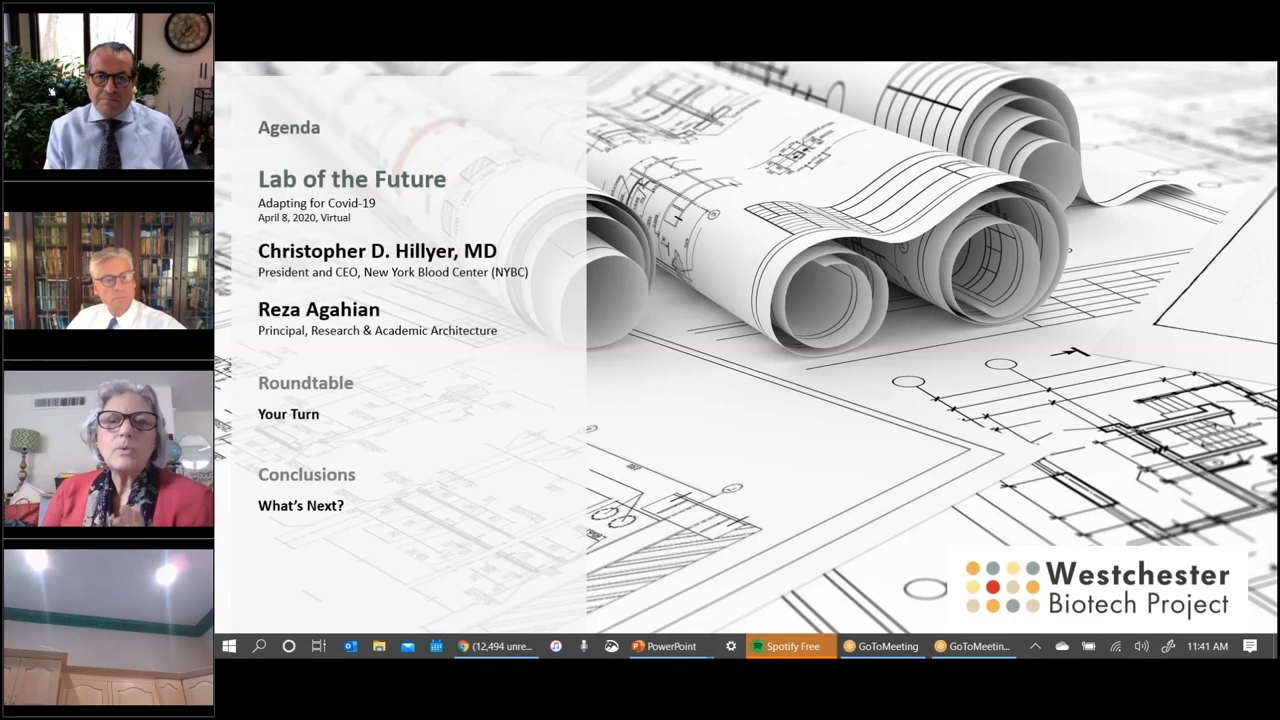 Agenda
Lab of the Future
Adapting for Covid-19
April 8, 2020, Virtual
Christopher D. Hillyer, MD
President and CEO, New York Blood Center (NYBC)
Reza Agahian
Principal, Research & Academic Architecture
Roundtable
Your Turn
Conclusions
What's Next?
Westchester
Biotech Project
(12,494 unre...
PowerPoint
Spotify Free
GoToMeeting
GoToMeetin...
11:41 AM